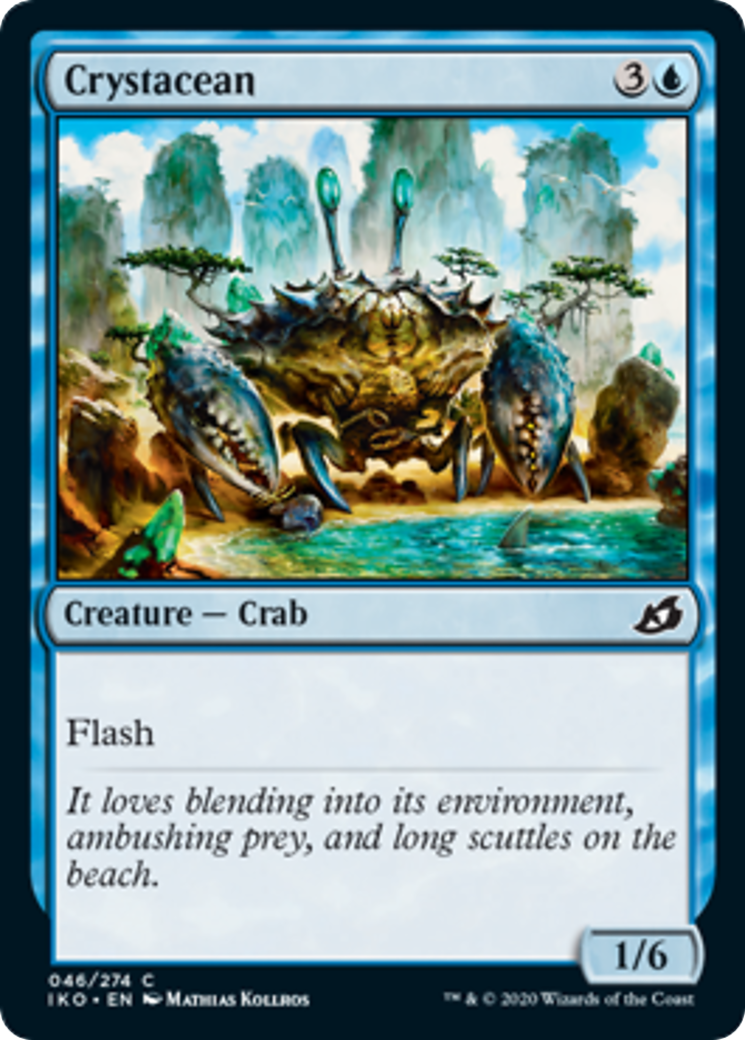 Crystacean 3
Creature — Crab
Flash
It loves blending into its environment,
ambushing prey, and long scuttles on the
beach.
1/6
046/274 C
IKO • EN Mathias Kollros
™ & © 2020 Wizards of the Coast